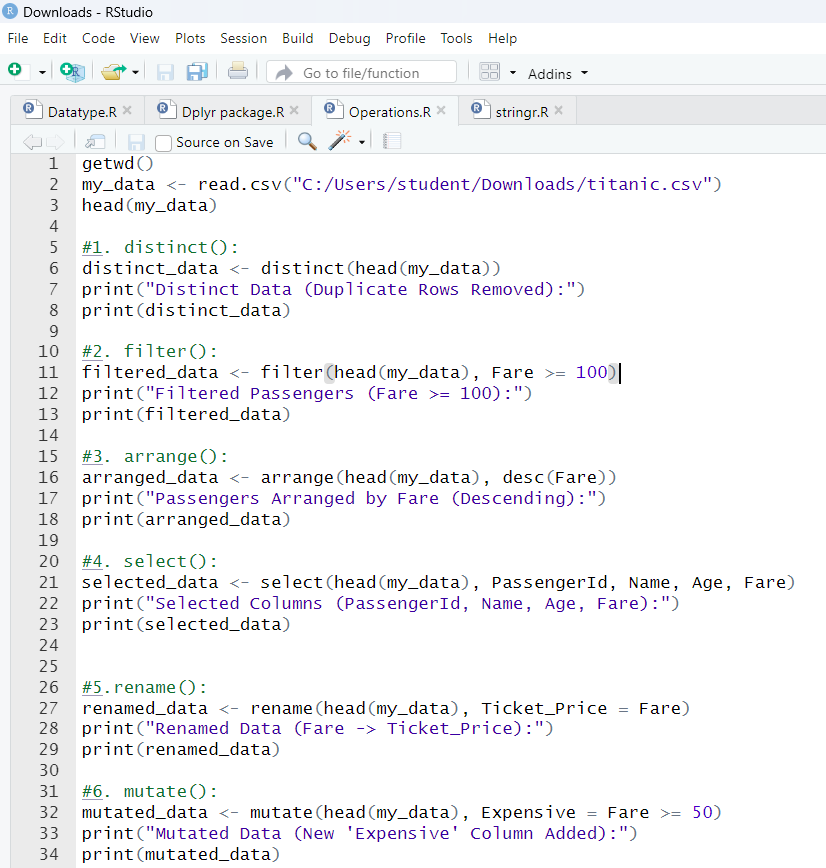 Downloads - RStudio
File Edit Code View Plots Session Build Debug Profile Tools Help
Go to file/function Addins
Datatype.R Dplyr package.R Operations.R stringr.R
Source on Save
1 getwd()
2 my_data <- read.csv("C:/Users/student/Downloads/titanic.csv")
3 head(my_data)
4
5 #1. distinct():
6 distinct_data <- distinct(head(my_data))
7 print("Distinct Data (Duplicate Rows Removed):")
8 print(distinct_data)
9
10 #2. filter():
11 filtered_data <- filter(head(my_data), Fare >= 100)
12 print("Filtered Passengers (Fare >= 100):")
13 print(filtered_data)
14
15 #3. arrange():
16 arranged_data <- arrange(head(my_data), desc(Fare))
17 print("Passengers Arranged by Fare (Descending):")
18 print(arranged_data)
19
20 #4. select():
21 selected_data <- select(head(my_data), PassengerId, Name, Age, Fare)
22 print("Selected Columns (PassengerId, Name, Age, Fare):")
23 print(selected_data)
24
25
26 #5.rename():
27 renamed_data <- rename(head(my_data), Ticket_Price = Fare)
28 print("Renamed Data (Fare -> Ticket_Price):")
29 print(renamed_data)
30
31 #6. mutate():
32 mutated_data <- mutate(head(my_data), Expensive = Fare >= 50)
33 print("Mutated Data (New 'Expensive' Column Added):")
34 print(mutated_data)